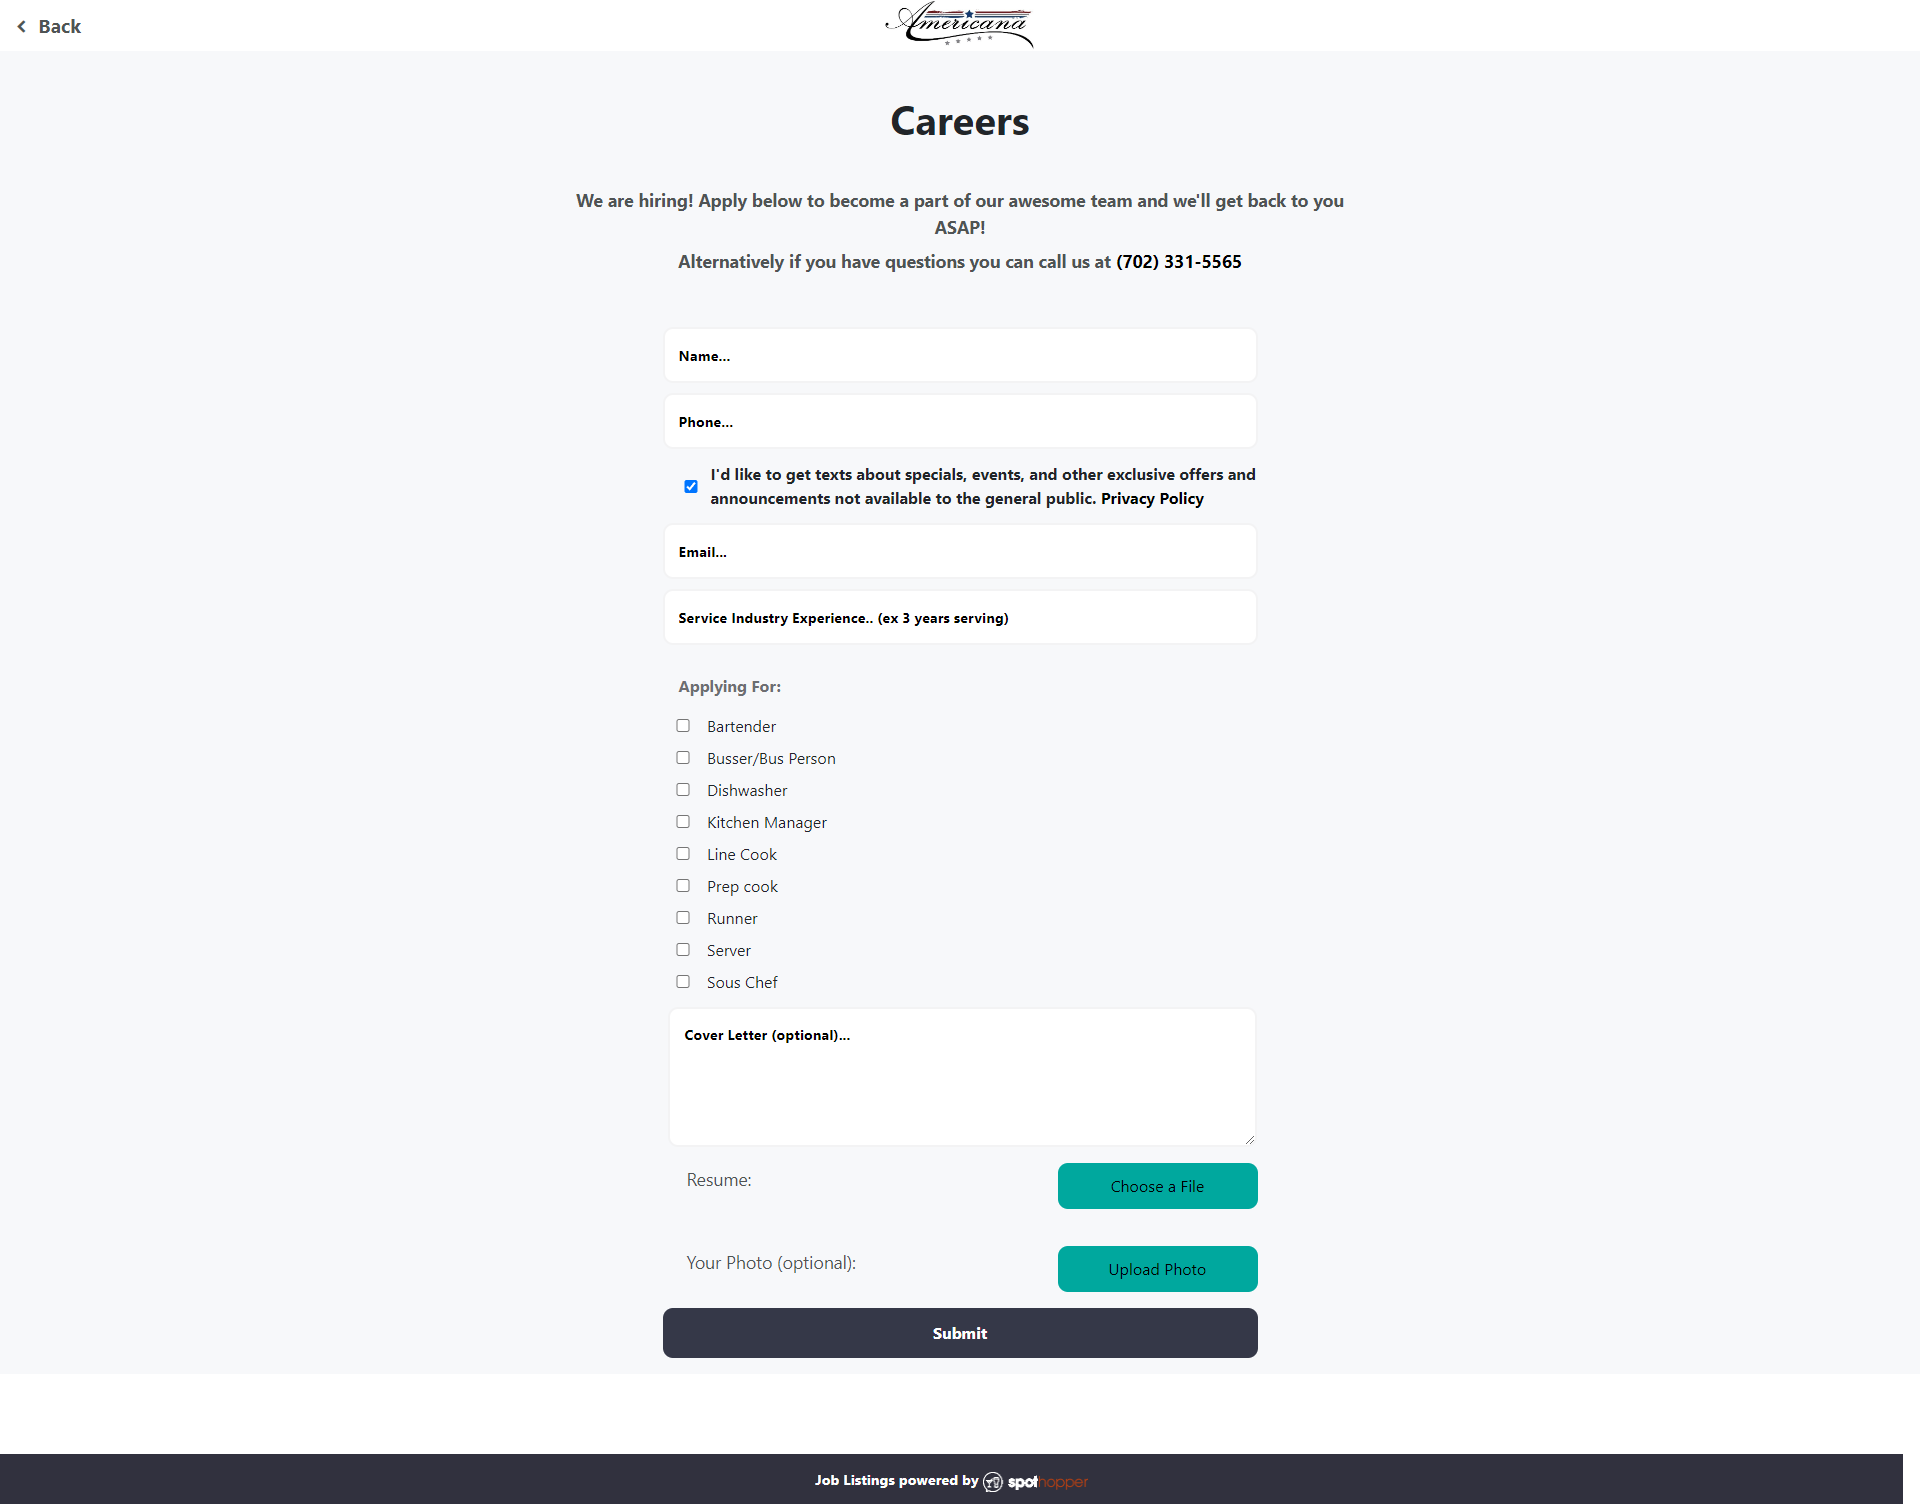 Back
Americana
Careers
We are hiring! Apply below to become a part of our awesome team and we'll get back to you
ASAP!
Alternatively if you have questions you can call us at (702) 331-5565
Name...
Phone...
I'd like to get texts about specials, events, and other exclusive offers and
announcements not available to the general public. Privacy Policy
Email...
Service Industry Experience.. (ex 3 years serving)
Applying For:
Bartender
Busser/Bus Person
Dishwasher
Kitchen Manager
Line Cook
Prep cook
Runner
Server
Sous Chef
Cover Letter (optional)...
Resume:
Choose a File
Your Photo (optional):
Upload Photo
Submit
Job Listings powered by spothopper